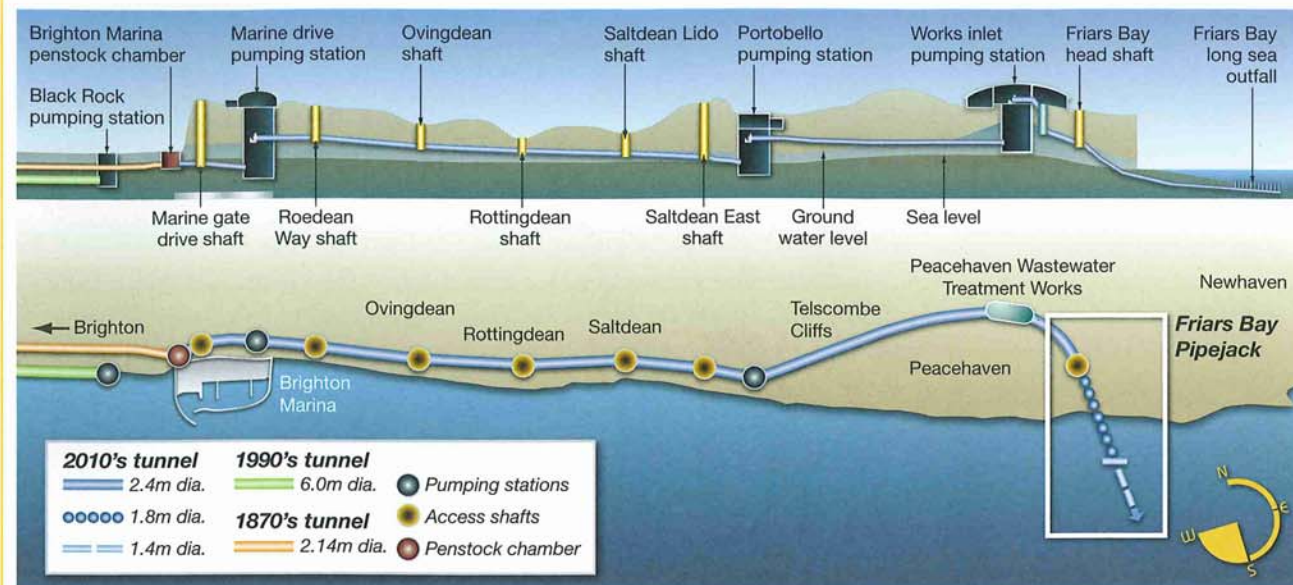 Brighton Marina
penstock chamber
Marine drive
pumping station
Ovingdean
shaft
Saltdean Lido
shaft
Portobello
pumping station
Works inlet
pumping station
Friars Bay
head shaft
Friars Bay
long sea
outfall
Black Rock
pumping station
Marine gate
drive shaft
Roedean
Way shaft
Rottingdean
shaft
Saltdean East
shaft
Ground
water level
Sea level
Peacehaven Wastewater
Treatment Works
Newhaven
Brighton
Ovingdean
Rottingdean
Saltdean
Telscombe
Cliffs
Friars Bay
Pipejack
Peacehaven
Brighton
Marina
2010's tunnel
2.4m dia.
1.8m dia.
1.4m dia.
1990's tunnel
6.0m dia.
1870's tunnel
2.14m dia.
Pumping stations
Access shafts
Penstock chamber
N
E
W
S